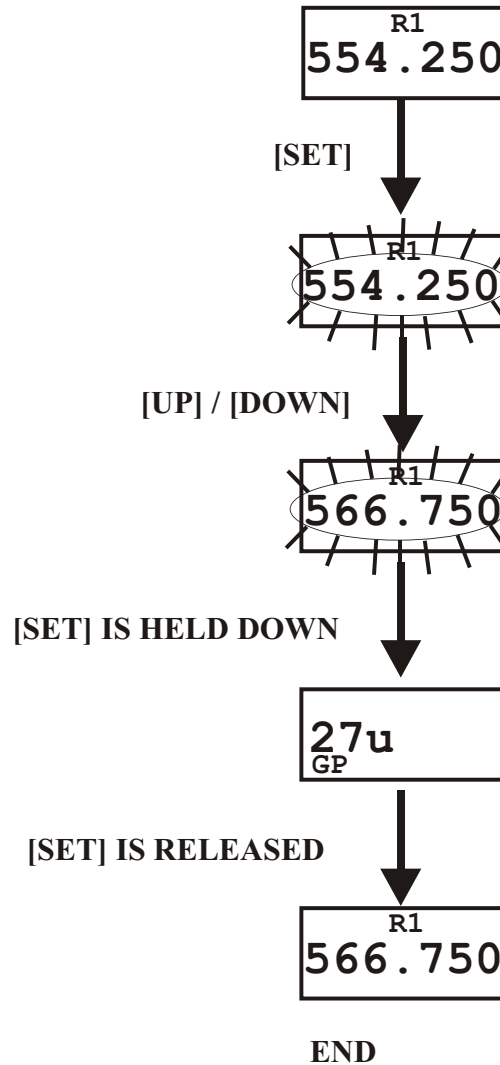 R1
554.250
[SET]
R1
554.250
[UP] / [DOWN]
R1
566.750
[SET] IS HELD DOWN
27u
GP
[SET] IS RELEASED
R1
566.750
END